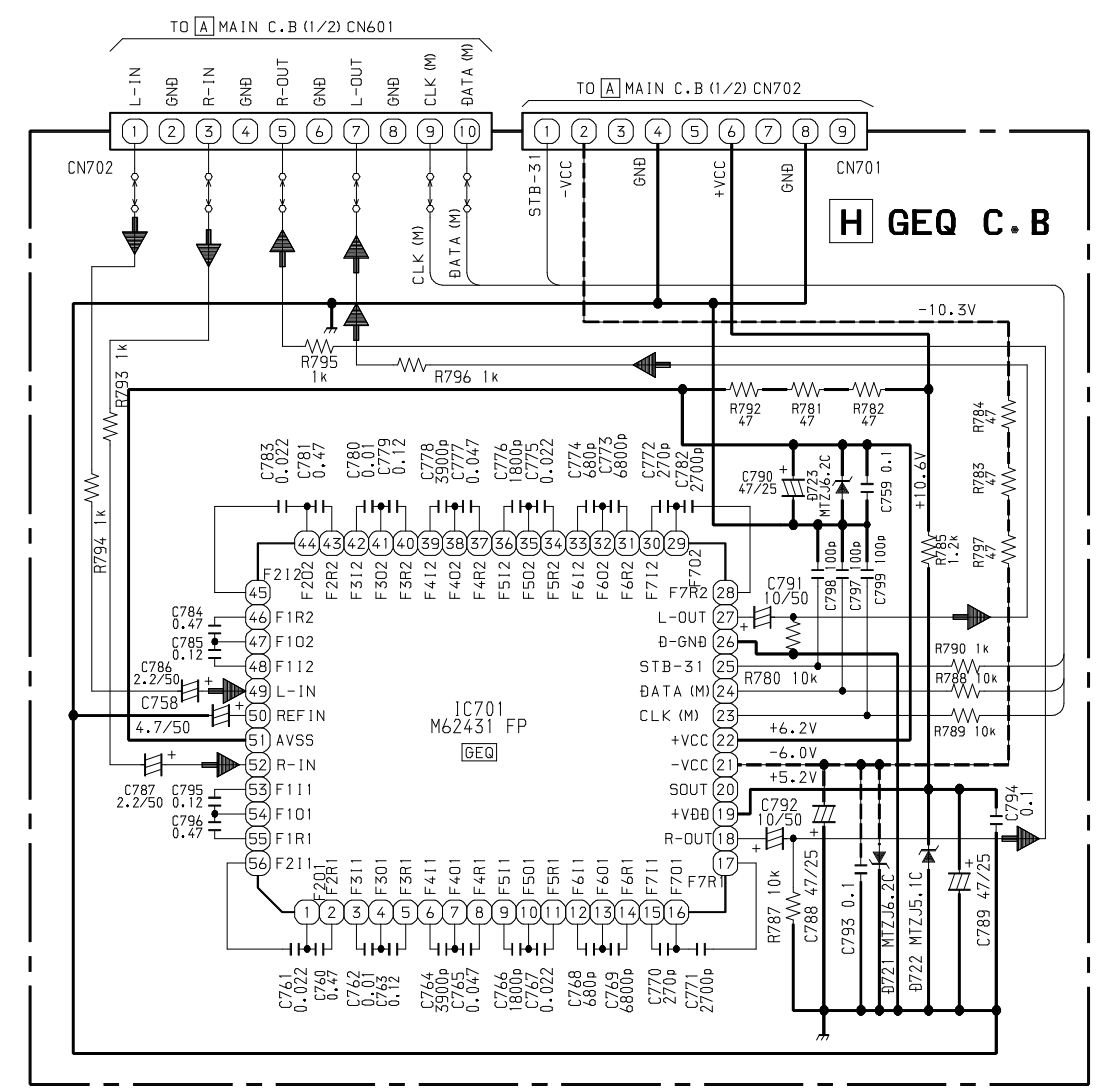 TO A MAIN C.B (1/2) CN601
L-IN
GND
R-IN
GND
R-OUT
GND
L-OUT
GND
CLK (M)
DATA (M)
TO A MAIN C.B (1/2) CN702
1 2 3 4 5 6 7 8 9 10
1 2 3 4 5 6 7 8 9
CN702
CN701
STB-31
-VCC
GND
+VCC
GND
CLK (M)
DATA (M)
H GEQ C.B
-10.3V
R795
1k
R796 1k
R793 1k
R794 1k
R792
47
R781
47
R782
47
R784
47
R783
47
R797
47
+10.6V
R785
1.2k
C790
47/25
D723
MTZJ6.2C
C759 0.1
C798 100p
C797 100p
C799 100p
C783
0.022
C781
0.47
C780
0.01
C779
0.12
C778
3900p
C777
0.047
C776
1800p
C775
0.022
C774
680p
C773
6800p
C772
270p
C782
2700p
44 43 42 41 40 39 38 37 36 35 34 33 32 31 30 29
F2I2
F2O2
F2R2
F3I2
F3O2
F3R2
F4I2
F4O2
F4R2
F5I2
F5O2
F5R2
F6I2
F6O2
F6R2
F7I2
F7O2
F7R2
45
46 F1R2
47 F1O2
48 F1I2
49 L-IN
50 REFIN
51 AVSS
52 R-IN
53 F1I1
54 F1O1
55 F1R1
56 F2I1
C784
0.47
C785
0.12
C786
2.2/50
C758
4.7/50
C787
2.2/50
C795
0.12
C796
0.47
IC701
M62431 FP
GEQ
28
L-OUT 27
D-GND 26
STB-31 25
DATA (M) 24
CLK (M) 23
+VCC 22
-VCC 21
SOUT 20
+VDD 19
R-OUT 18
17
F7R1
C791
10/50
R780 10k
R790 1k
R788 10k
R789 10k
+6.2V
-6.0V
+5.2V
C792
10/50
C794
0.1
R787 10k
C788 47/25
C793 0.1
D721 MTZJ6.2C
D722 MTZJ5.1C
C789 47/25
F2O1
F2R1
F3I1
F3O1
F3R1
F4I1
F4O1
F4R1
F5I1
F5O1
F5R1
F6I1
F6O1
F6R1
F7I1
F7O1
1 2 3 4 5 6 7 8 9 10 11 12 13 14 15 16
C761
0.022
C760
0.47
C762
0.01
C763
0.12
C764
3900p
C765
0.047
C766
1800p
C767
0.022
C768
680p
C769
6800p
C770
270p
C771
2700p